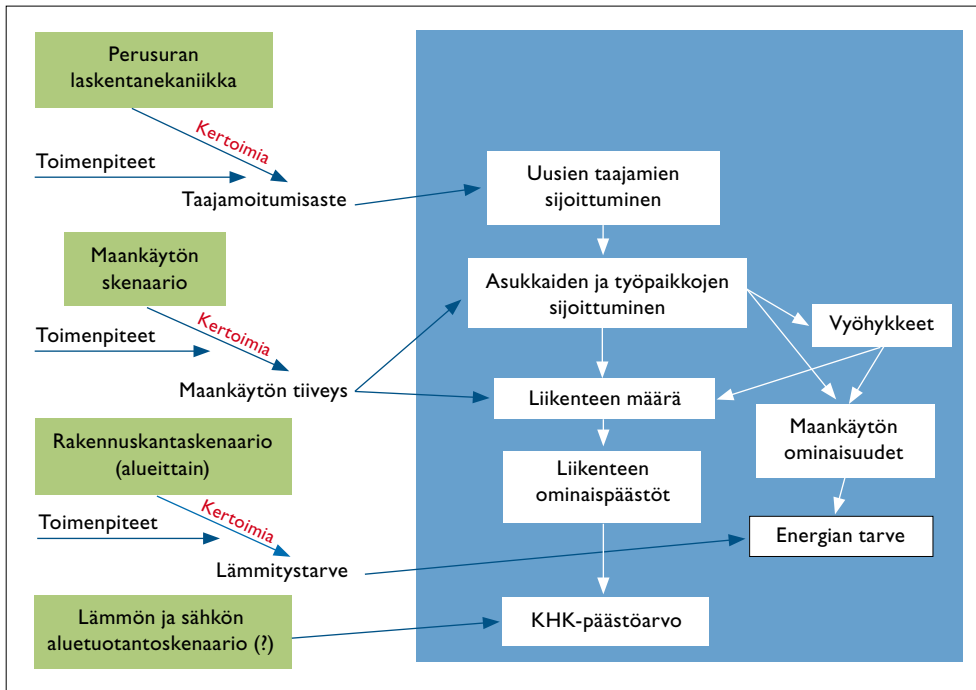 Perusuran
laskentanekaniikka
Kertoimia
Toimenpiteet
Taajamoitumisaste
Maankäytön
skenaario
Kertoimia
Toimenpiteet
Maankäytön tiiveys
Rakennuskantaskenaario
(alueittain)
Kertoimia
Toimenpiteet
Lämmitystarve
Lämmön ja sähkön
aluetuotantoskenaario (?)
Uusien taajamien
sijoittuminen
Asukkaiden ja työpaikkojen
sijoittuminen
Vyöhykkeet
Liikenteen määrä
Maankäytön
ominaisuudet
Liikenteen
ominaispäästöt
Energian tarve
KHK-päästöarvo